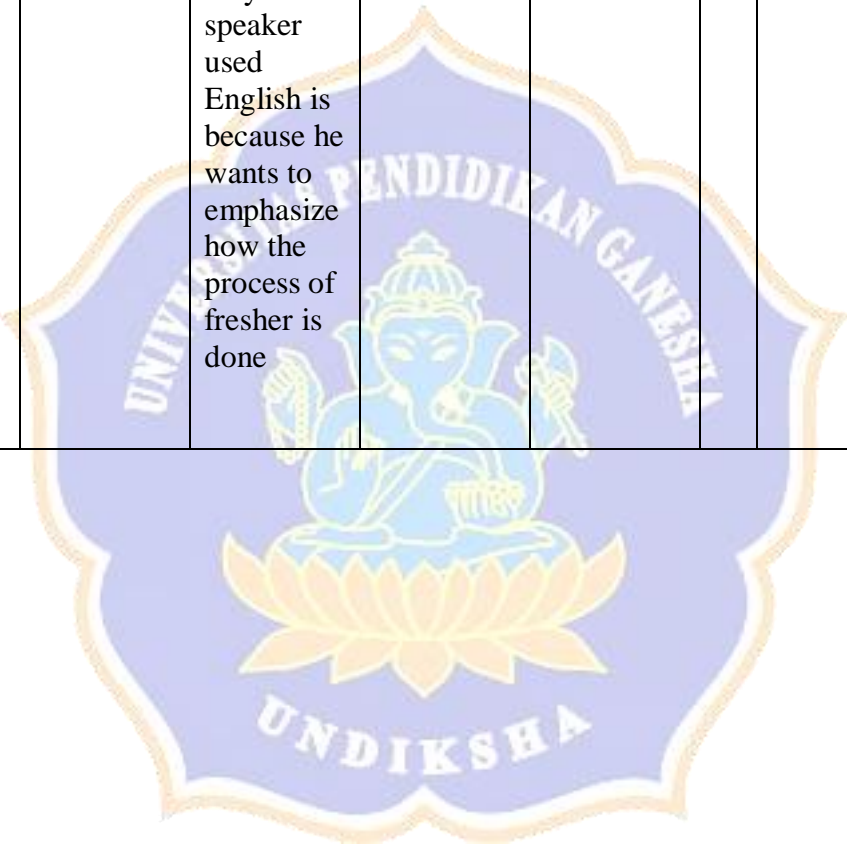 speaker
used
English is
because he
wants to
emphasize
how the
process of
fresher is
done
UNIVERSITAS PENDIDIKAN GANESHA
UNDIKSHA